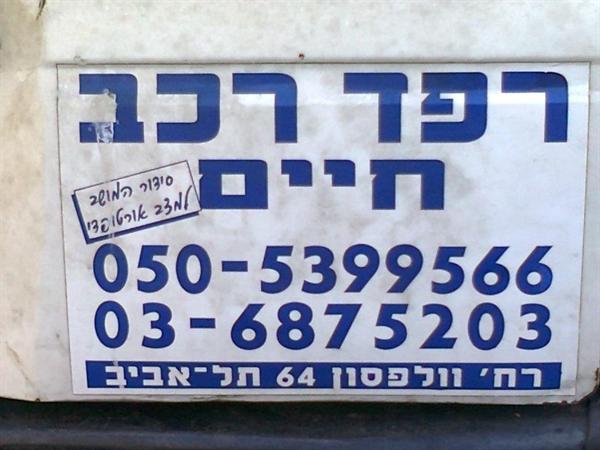 רפד רכב
חיים
סידור המושב
למצב אורטופדי
050-5399566
03-6875203
רח' וולפסון 64 תל-אביב